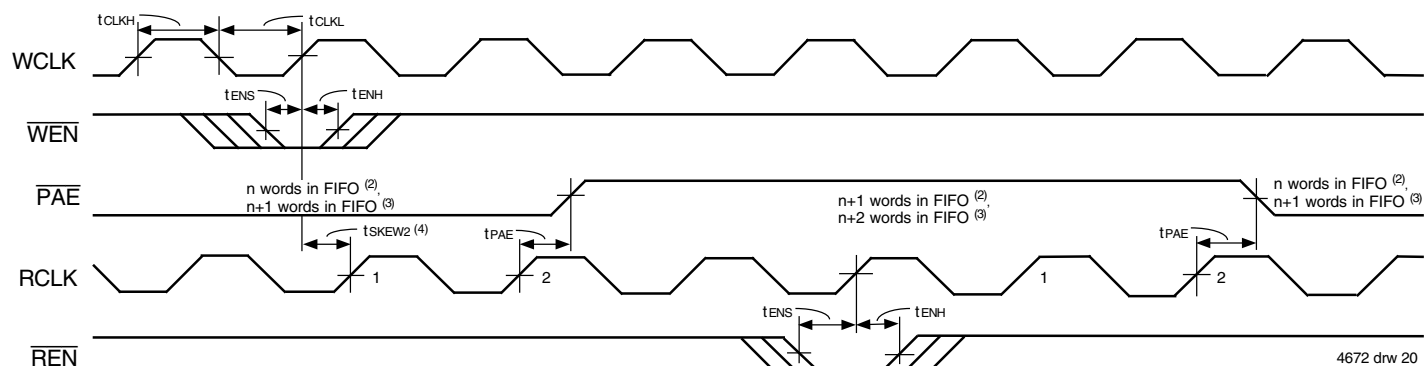 tCLKH tCLKL
WCLK
tENS tENH
WEN
n words in FIFO (2),
n+1 words in FIFO (3)
PAE
n+1 words in FIFO (2),
n+2 words in FIFO (3)
n words in FIFO (2),
n+1 words in FIFO (3)
tSKEW2 (4) tPAE tPAE
RCLK 1 2 1 2
tENS tENH
REN
4672 drw 20